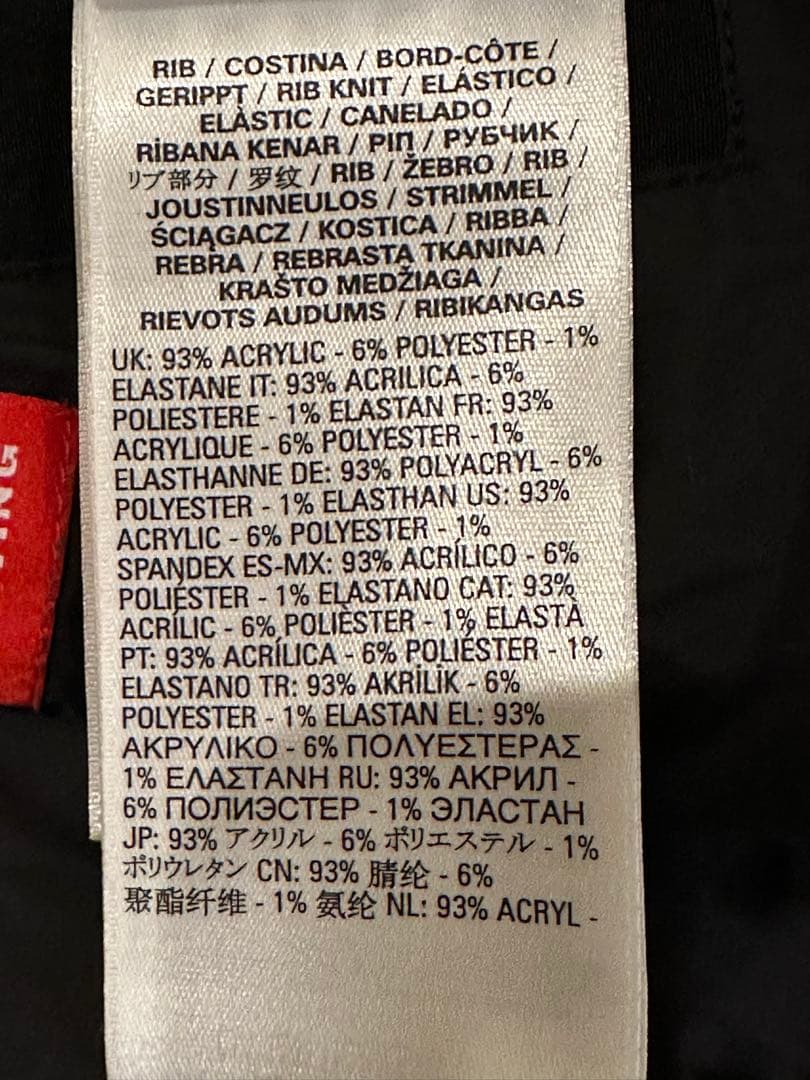 RIB / COSTINA / BORD-CÔTE /
GERIPPT / RIB KNIT / ELÁSTICO /
ELÀSTIC / CANELADO /
RİBANA KENAR / ΡΙΠ / РУБЧИК /
リブ部分 / 罗纹 / RIB / ŽEBRO / RIB /
JOUSTINNEULOS / STRIMMEL /
ŚCIĄGACZ / KOSTICA / RIBBA /
REBRA / REBRASTA TKANINA /
KRAŠTO MEDŽIAGA /
RIEVOTS AUDUMS / RIBIKANGAS
UK: 93% ACRYLIC - 6% POLYESTER - 1%
ELASTANE IT: 93% ACRILICA - 6%
POLIESTERE - 1% ELASTAN FR: 93%
ACRYLIQUE - 6% POLYESTER - 1%
ELASTHANNE DE: 93% POLYACRYL - 6%
POLYESTER - 1% ELASTHAN US: 93%
ACRYLIC - 6% POLYESTER - 1%
SPANDEX ES-MX: 93% ACRÍLICO - 6%
POLIÉSTER - 1% ELASTANO CAT: 93%
ACRÍLIC - 6% POLIÈSTER - 1% ELASTÀ
PT: 93% ACRÍLICA - 6% POLIÉSTER - 1%
ELASTANO TR: 93% AKRİLİK - 6%
POLYESTER - 1% ELASTAN EL: 93%
ΑΚΡΥΛΙΚΟ - 6% ΠΟΛΥΕΣΤΕΡΑΣ -
1% ΕΛΑΣΤΑΝΗ RU: 93% АКРИЛ -
6% ПОЛИЭСТЕР - 1% ЭЛАСТАН
JP: 93% アクリル - 6% ポリエステル - 1%
ポリウレタン CN: 93% 腈纶 - 6%
聚酯纤维 - 1% 氨纶 NL: 93% ACRYL -